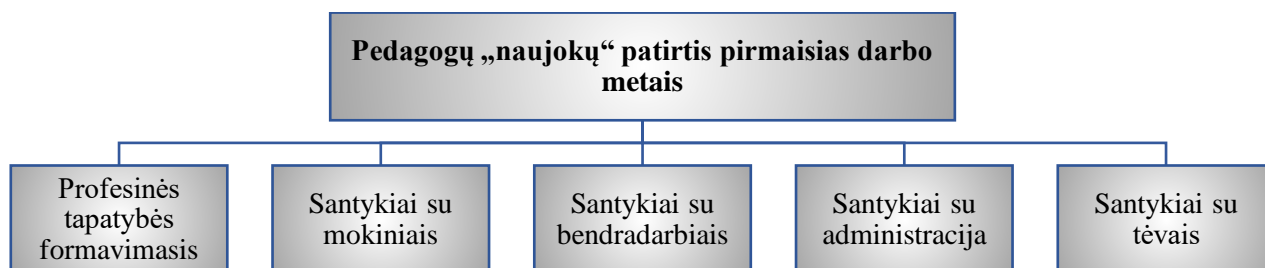 Pedagogų „naujokų“ patirtis pirmaisias darbo
metais
Profesinės
tapatybės
formavimasis
Santykiai su
mokiniais
Santykiai su
bendradarbiais
Santykiai su
administracija
Santykiai su
tėvais